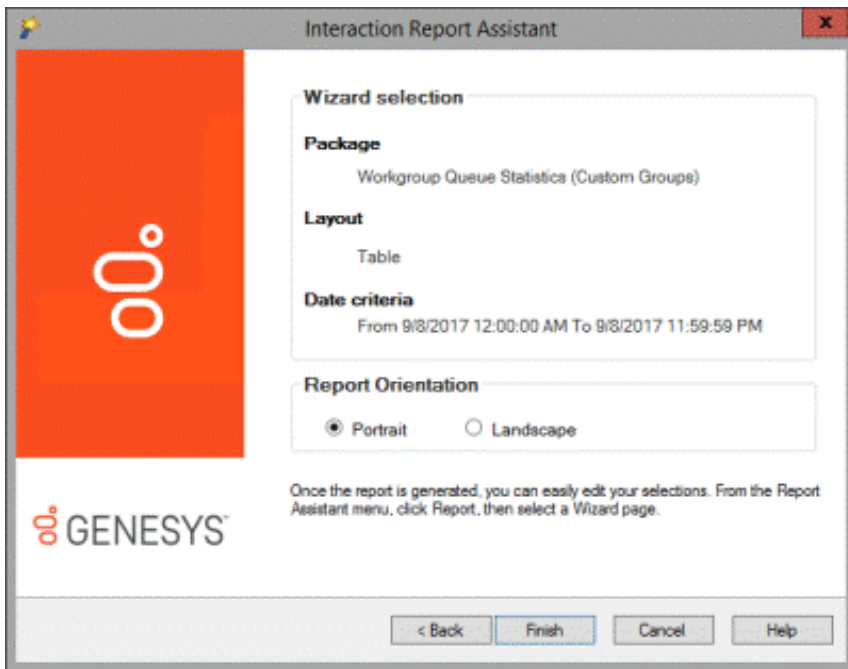 Interaction Report Assistant
x
Wizard selection
Package
Workgroup Queue Statistics (Custom Groups)
Layout
Table
Date criteria
From 9/8/2017 12:00:00 AM To 9/8/2017 11:59:59 PM
Report Orientation
Portrait
Landscape
Once the report is generated, you can easily edit your selections. From the Report
Assistant menu, click Report, then select a Wizard page.
GENESYS™
< Back
Finish
Cancel
Help